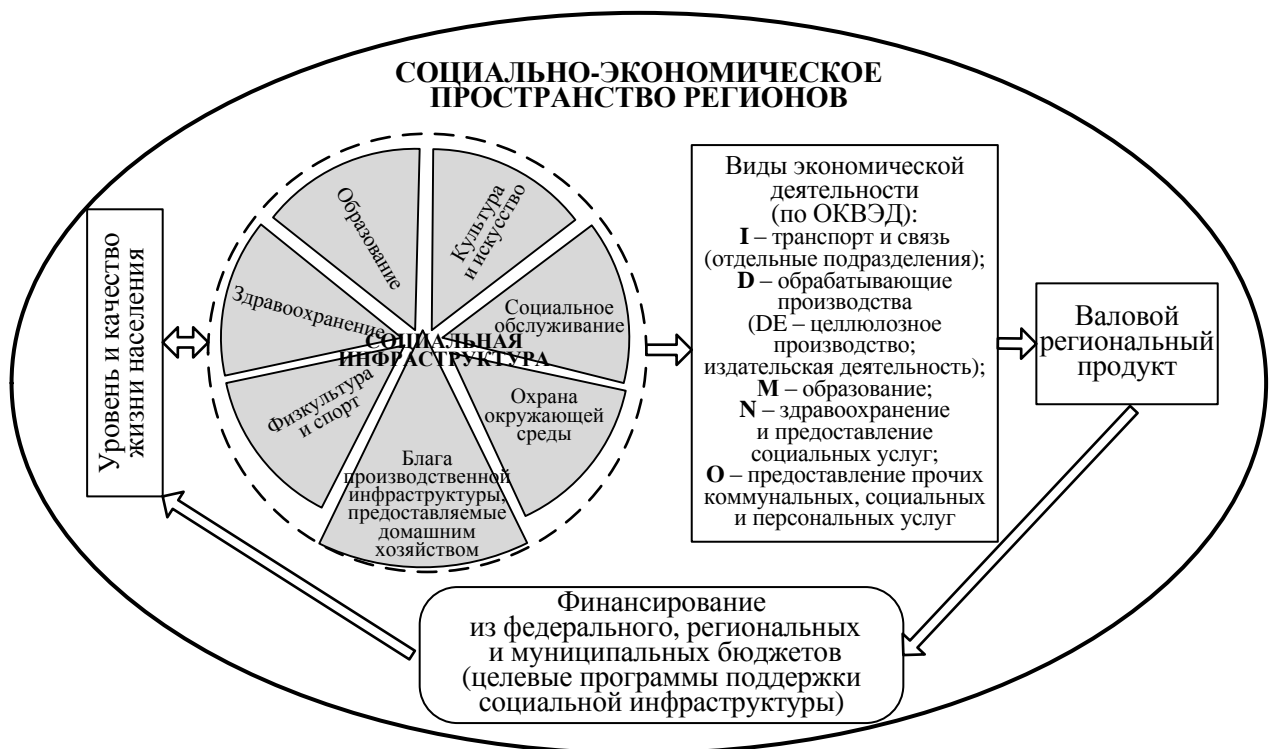 СОЦИАЛЬНО-ЭКОНОМИЧЕСКОЕ
ПРОСТРАНСТВО РЕГИОНОВ
Уровень и качество
жизни населения
Образование
Культура
и искусство
Здравоохранение
Социальное
обслуживание
СОЦИАЛЬНАЯ
ИНФРАСТРУКТУРА
Физкультура
и спорт
Охрана
окружающей
среды
Блага
производственной
инфраструктуры,
предоставляемые
домашним
хозяйством
Виды экономической
деятельности
(по ОКВЭД):
I – транспорт и связь
(отдельные подразделения);
D – обрабатывающие
производства
(DE – целлюлозное
производство;
издательская деятельность);
M – образование;
N – здравоохранение
и предоставление
социальных услуг;
O – предоставление прочих
коммунальных, социальных
и персональных услуг
Валовой
региональный
продукт
Финансирование
из федерального, региональных
и муниципальных бюджетов
(целевые программы поддержки
социальной инфраструктуры)